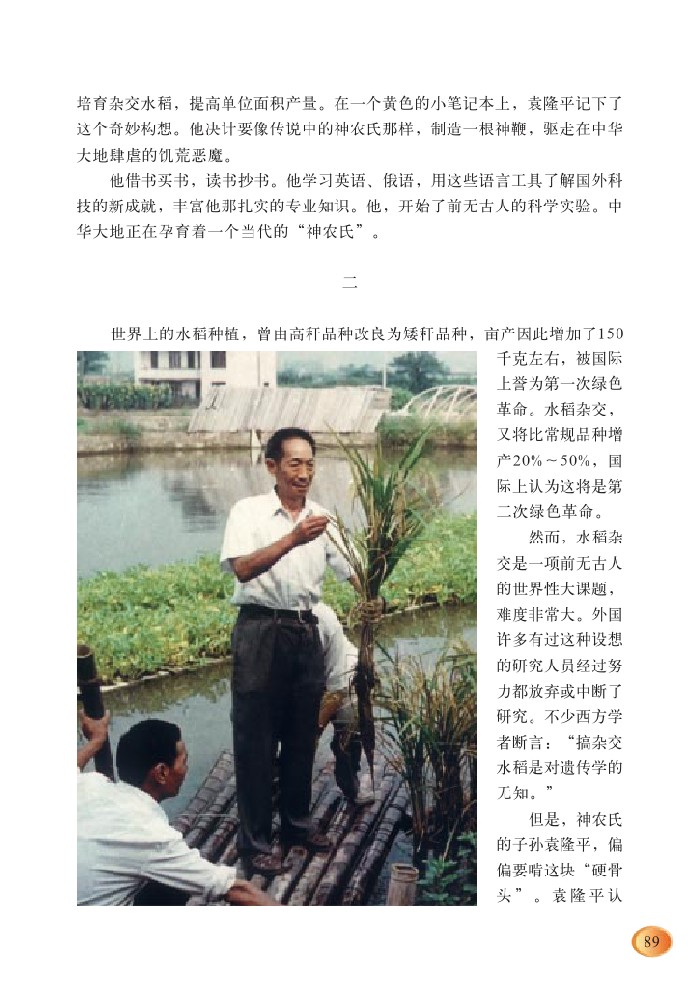 培育杂交水稻，提高单位面积产量。在一个黄色的小笔记本上，袁隆平记下了
这个奇妙构想。他决计要像传说中的神农氏那样，制造一根神鞭，驱走在中华
大地肆虐的饥荒恶魔。
他借书买书，读书抄书。他学习英语、俄语，用这些语言工具了解国外科
技的新成就，丰富他那扎实的专业知识。他，开始了前无古人的科学实验。中
华大地正在孕育着一个当代的“神农氏”。
二
世界上的水稻种植，曾由高秆品种改良为矮秆品种，亩产因此增加了150
千克左右，被国际
上誉为第一次绿色
革命。水稻杂交，
又将比常规品种增
产20%～50%，国
际上认为这将是第
二次绿色革命。
然而，水稻杂
交是一项前无古人
的世界性大课题，
难度非常大。外国
许多有过这种设想
的研究人员经过努
力都放弃或中断了
研究。不少西方学
者断言：“搞杂交
水稻是对遗传学的
无知。”
但是，神农氏
的子孙袁隆平，偏
偏要啃这块“硬骨
头”。袁隆平认
89